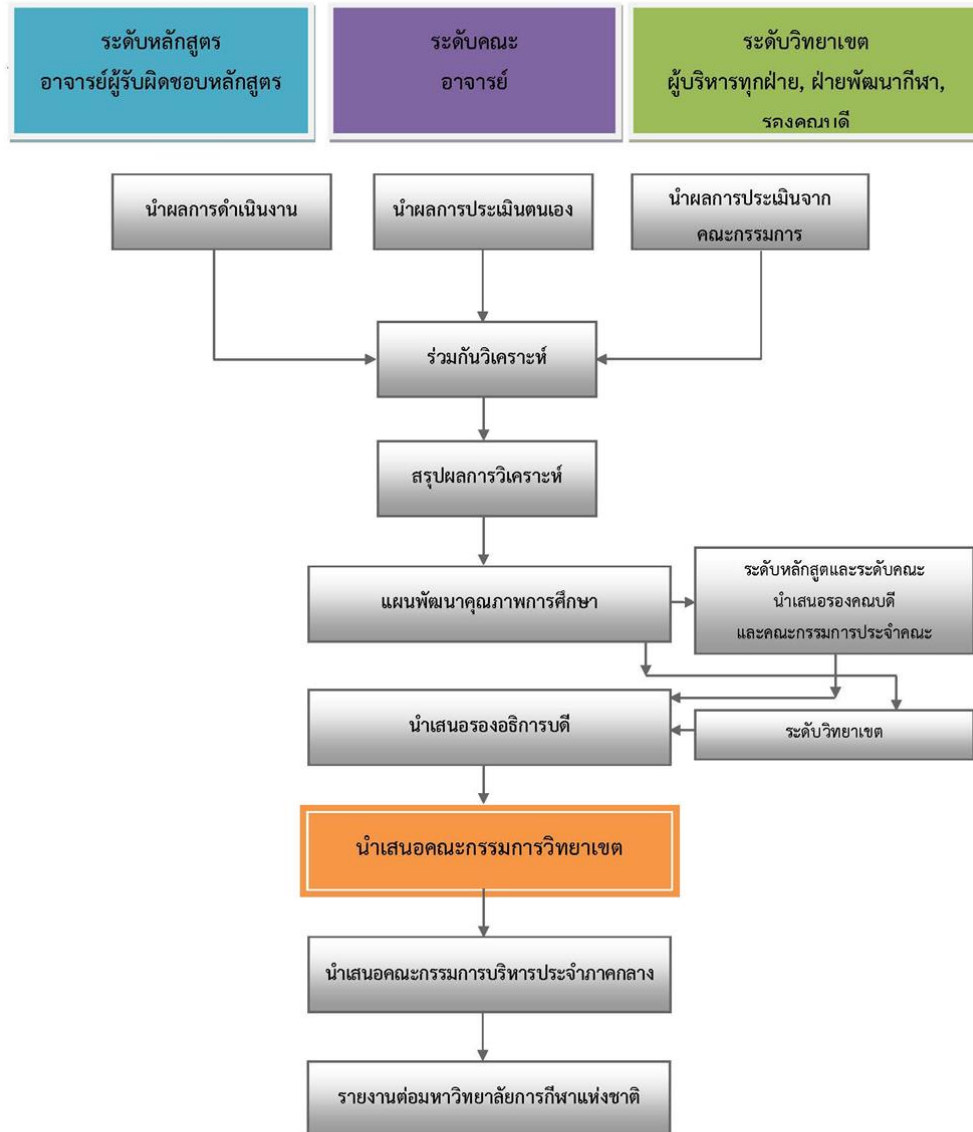 ระดับหลักสูตร
อาจารย์ผู้รับผิดชอบหลักสูตร
ระดับคณะ
อาจารย์
ระดับวิทยาเขต
ผู้บริหารทุกฝ่าย, ฝ่ายพัฒนากีฬา,
รองคณบดี
นำผลการดำเนินงาน
นำผลการประเมินตนเอง
นำผลการประเมินจาก
คณะกรรมการ
ร่วมกันวิเคราะห์
สรุปผลการวิเคราะห์
แผนพัฒนาคุณภาพการศึกษา
ระดับหลักสูตและระดับคณะ
นำเสนอรองคณบดี
และคณะกรรมการประจำคณะ
นำเสนอรองอธิการบดี
ระดับวิทยาเขต
นำเสนอคณะกรรมการวิทยาเขต
นำเสนอคณะกรรมการบริหารประจำภาคกลาง
รายงานต่อมหาวิทยาลัยการกีฬาแห่งชาติ